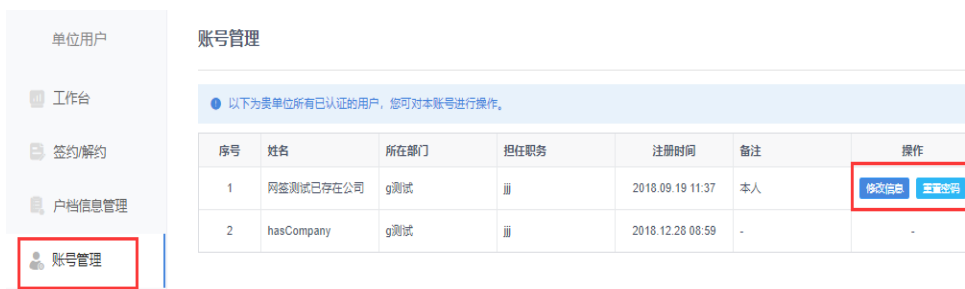 单位用户
账号管理
工作台
以下为贵单位所有已认证的用户，您可对本账号进行操作。
签约/解约
户档信息管理
账号管理
序号 姓名 所在部门 担任职务 注册时间 备注 操作
1 网签测试已存在公司 g测试 jjj 2018.09.19 11:37 本人 修改信息 重置密码
2 hasCompany g测试 jjj 2018.12.28 08:59 - -